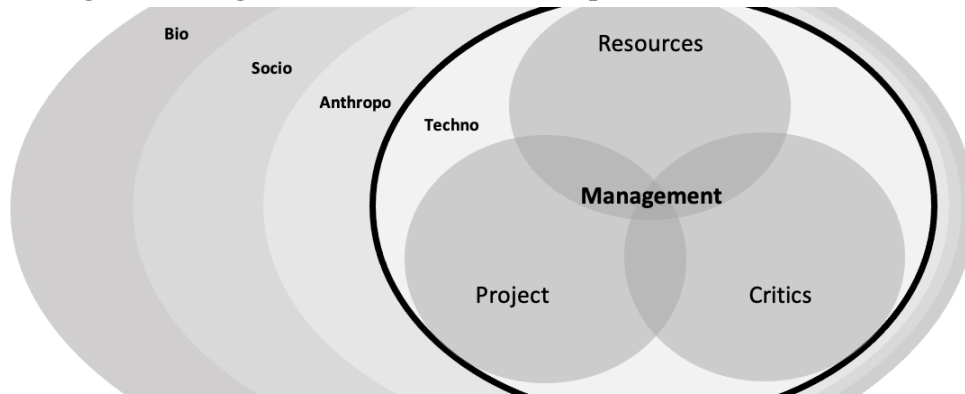 Bio
Resources
Socio
Anthropo
Techno
Management
Project
Critics